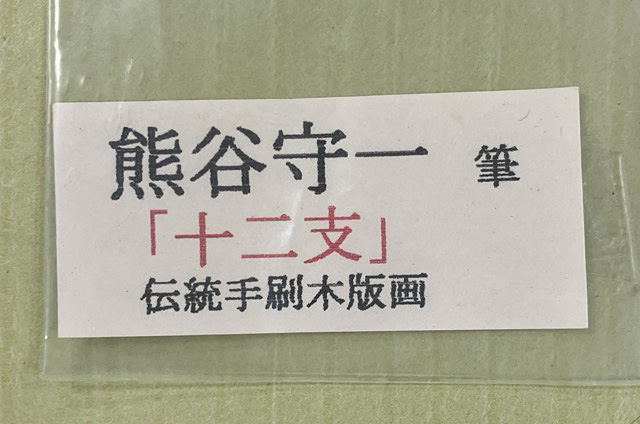 熊谷守一 筆
「十二支」
伝統手刷木版画